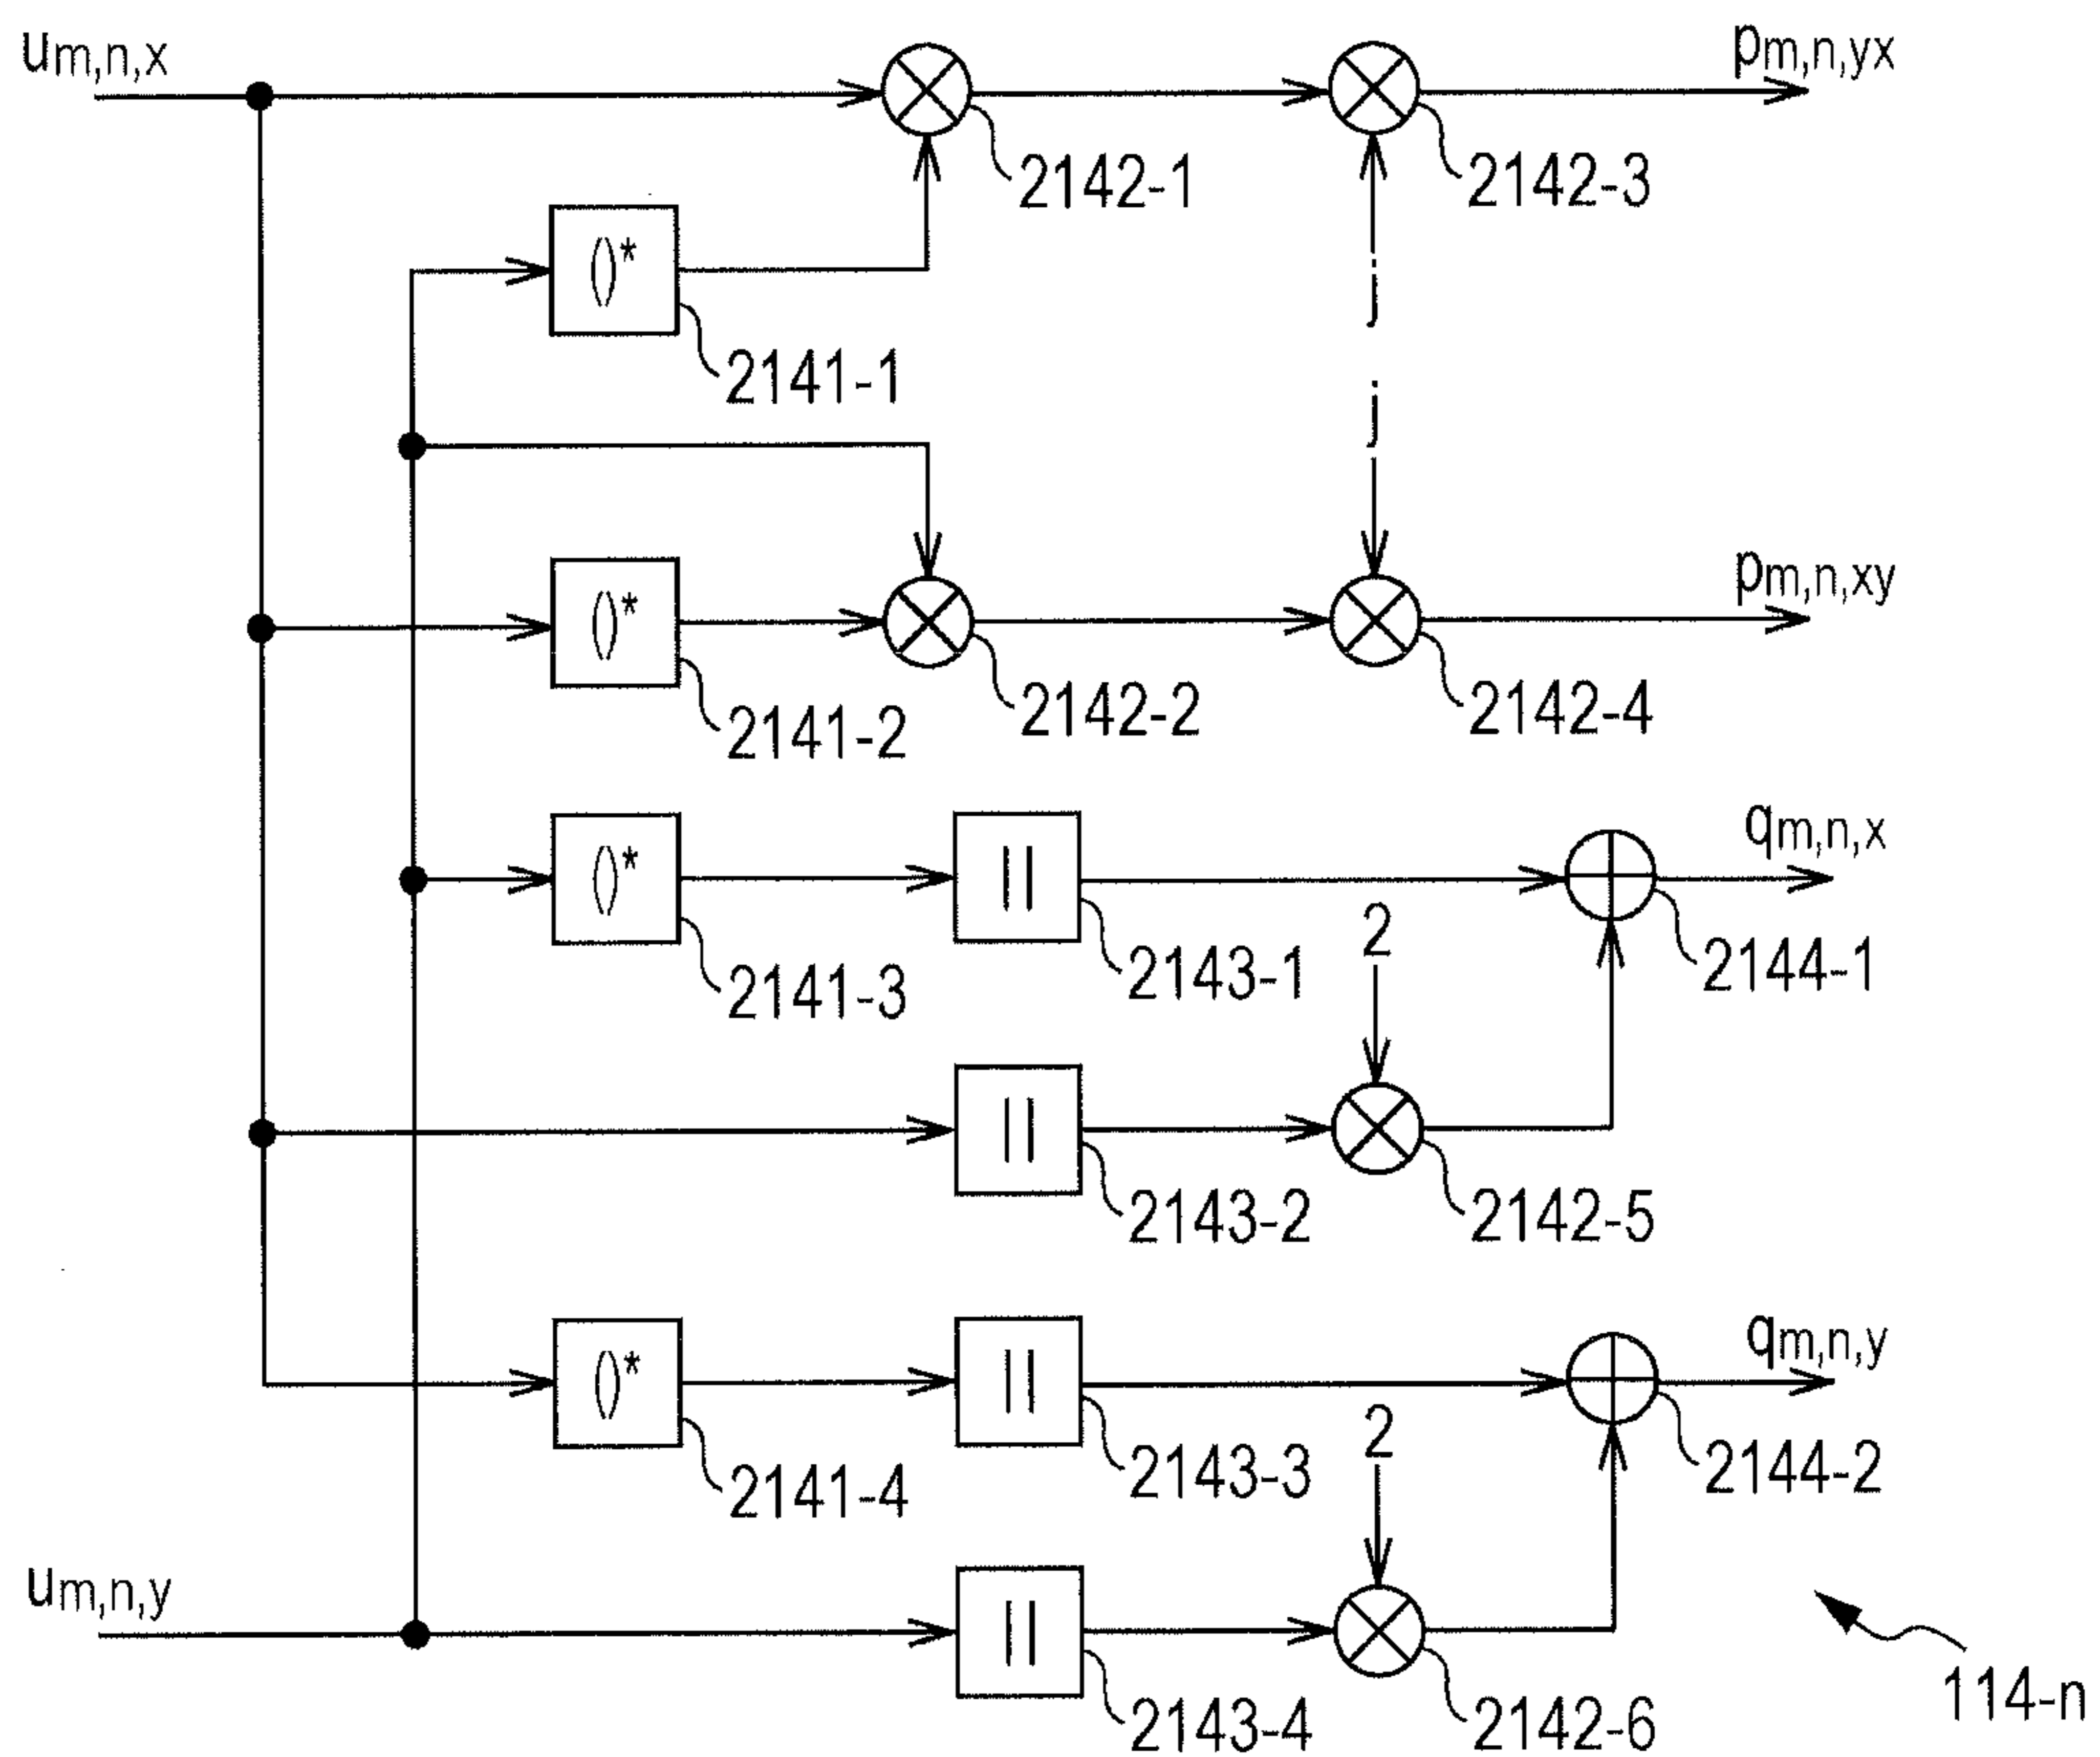 um,n,x
pm,n,yx
2142-1
2142-3
()*
2141-1
j
j
pm,n,xy
()*
2141-2
2142-2
2142-4
qm,n,x
()*
||
2
2141-3
2143-1
2144-1
||
2143-2
2142-5
qm,n,y
()*
||
2
2141-4
2143-3
2144-2
um,n,y
||
2143-4
2142-6
114-n